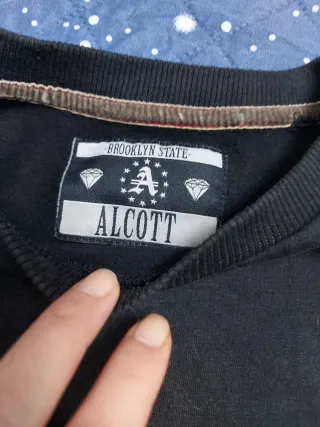 -BROOKLYN STATE-
A
ALCOTT